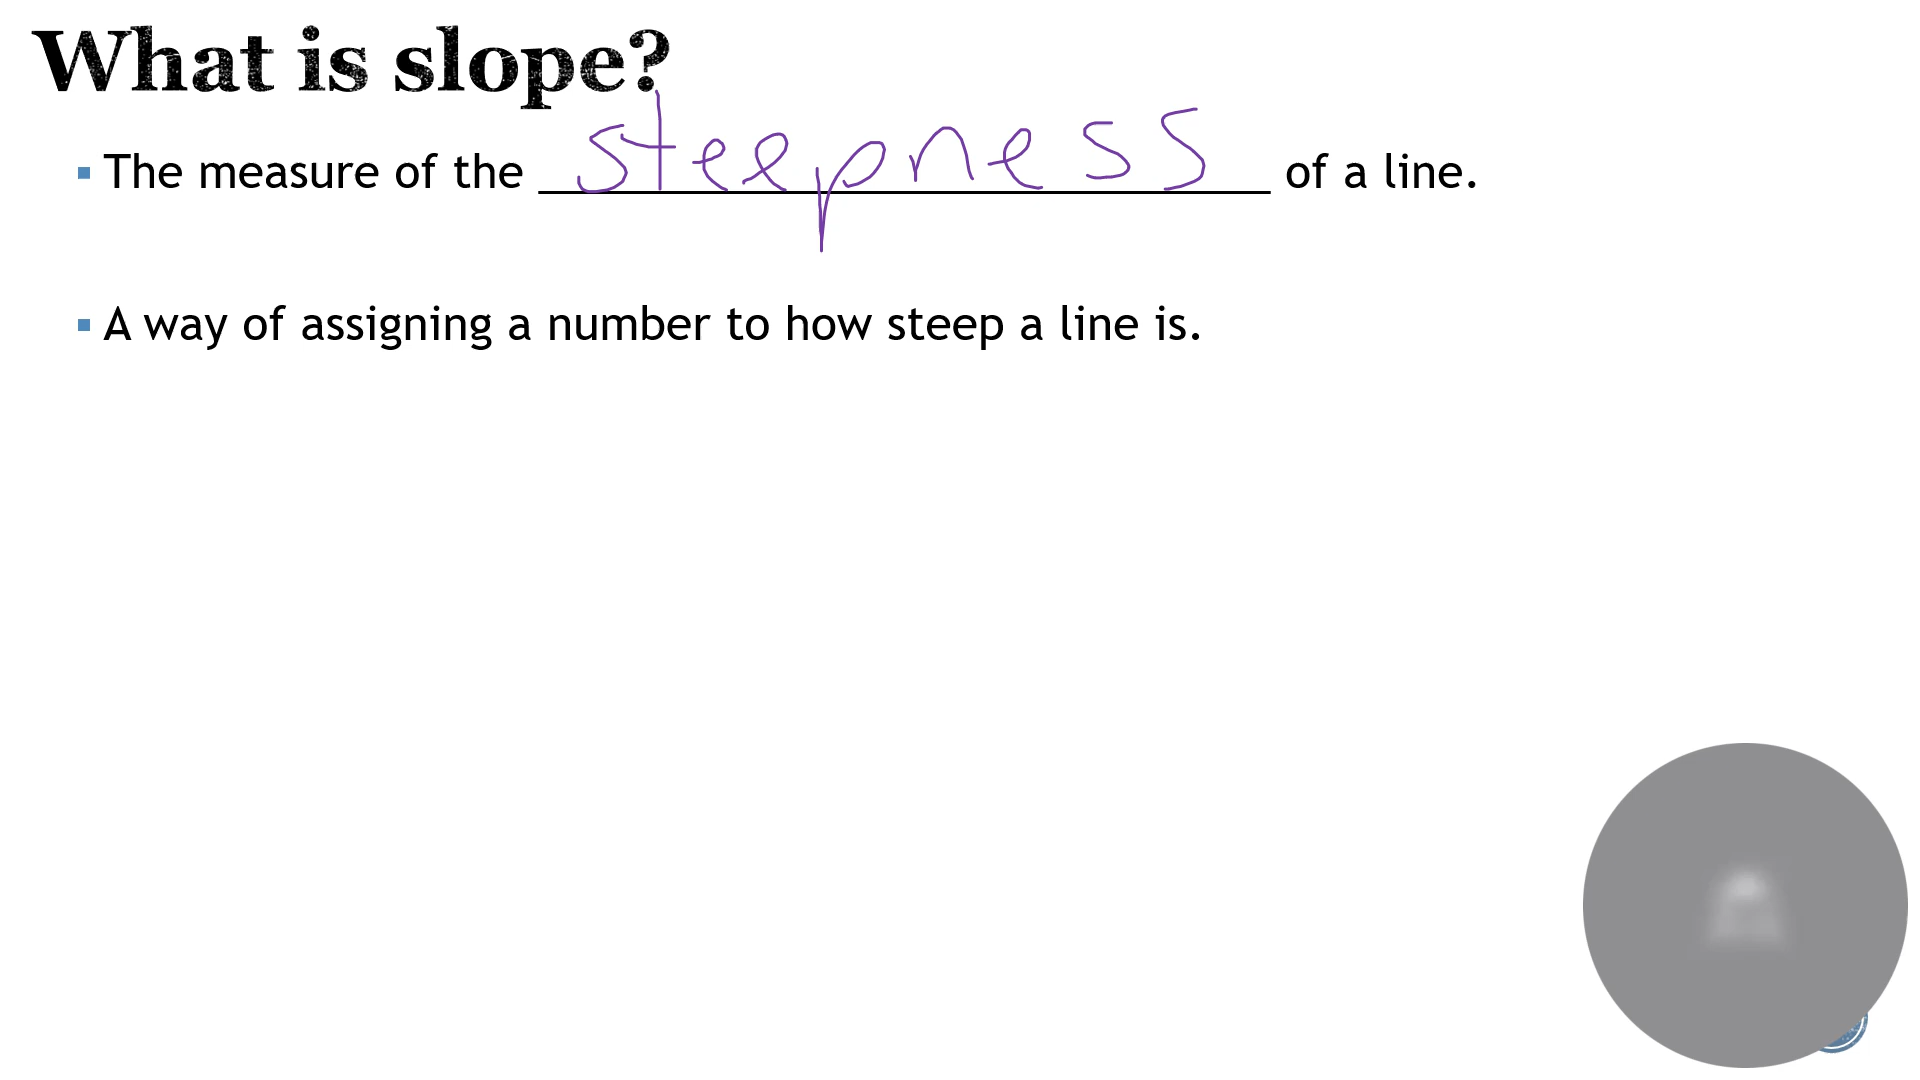 What is slope?
▪ The measure of the steepness of a line.
▪ A way of assigning a number to how steep a line is.